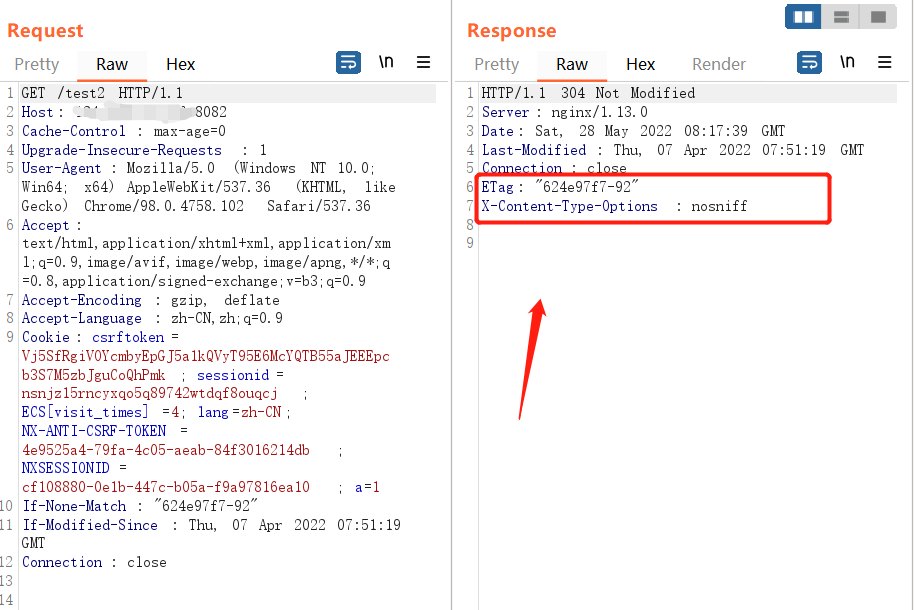 Request
Pretty Raw Hex \n
1 GET /test2 HTTP/1.1
2 Host: 8082
3 Cache-Control : max-age=0
4 Upgrade-Insecure-Requests : 1
5 User-Agent : Mozilla/5.0 (Windows NT 10.0;
Win64; x64) AppleWebKit/537.36 (KHTML, like
Gecko) Chrome/98.0.4758.102 Safari/537.36
6 Accept :
text/html,application/xhtml+xml,application/xm
l;q=0.9,image/avif,image/webp,image/apng,*/*;q
=0.8,application/signed-exchange;v=b3;q=0.9
7 Accept-Encoding : gzip, deflate
8 Accept-Language : zh-CN,zh;q=0.9
9 Cookie : csrftoken =
Vj5SfRgiVOYcmbyEpGJ5a1kQVyT95E6McYQTB55aJEEEpc
b3S7M5zbJguCoQhPmk ; sessionid =
nsnjz15rncyxqo5q89742wtdqf8ouqcj ;
ECS[visit_times] =4; lang=zh-CN;
NX-ANTI-CSRF-TOKEN =
4e9525a4-79fa-4c05-aeab-84f3016214db ;
NXSESSIONID =
cf108880-0e1b-447c-b05a-f9a97816ea10 ; a=1
10 If-None-Match : "624e97f7-92"
11 If-Modified-Since : Thu, 07 Apr 2022 07:51:19
GMT
12 Connection : close
13
14
Response
Pretty Raw Hex Render \n
1 HTTP/1.1 304 Not Modified
2 Server : nginx/1.13.0
3 Date : Sat, 28 May 2022 08:17:39 GMT
4 Last-Modified : Thu, 07 Apr 2022 07:51:19 GMT
5 Connection : close
6 ETag : "624e97f7-92"
7 X-Content-Type-Options : nosniff
8
9